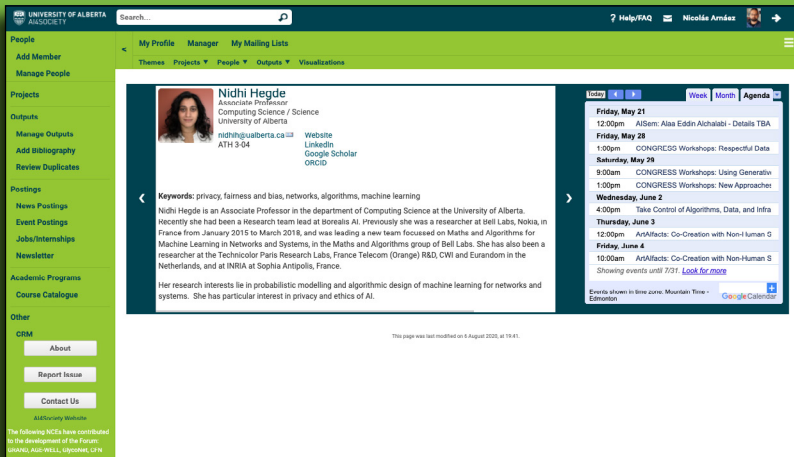 UNIVERSITY OF ALBERTA
AI4SOCIETY
Search...
? Help/FAQ
Nicolás Arnáez
People
Add Member
Manage People
Projects
Outputs
Manage Outputs
Add Bibliography
Review Duplicates
Postings
News Postings
Event Postings
Jobs/Internships
Newsletter
Academic Programs
Course Catalogue
Other
CRM
About
Report Issue
Contact Us
AI4Society Website
The following NCEs have contributed
to the development of the Forum:
GRAND, AGE-WELL, GlycoNet, CFN
<
My Profile Manager My Mailing Lists
Themes Projects ▼ People ▼ Outputs ▼ Visualizations
Nidhi Hegde
Associate Professor
Computing Science / Science
University of Alberta
nidhih@ualberta.ca
ATH 3-04
Website
LinkedIn
Google Scholar
ORCID
Keywords: privacy, fairness and bias, networks, algorithms, machine learning
Nidhi Hegde is an Associate Professor in the department of Computing Science at the University of Alberta.
Recently she had been a Research team lead at Borealis AI. Previously she was a researcher at Bell Labs, Nokia, in
France from January 2015 to March 2018, and was leading a new team focussed on Maths and Algorithms for
Machine Learning in Networks and Systems, in the Maths and Algorithms group of Bell Labs. She has also been a
researcher at the Technicolor Paris Research Labs, France Telecom (Orange) R&D, CWI and Eurandom in the
Netherlands, and at INRIA at Sophia Antipolis, France.
Her research interests lie in probabilistic modelling and algorithmic design of machine learning for networks and
systems. She has particular interest in privacy and ethics of AI.
Today
Week Month Agenda
Friday, May 21
12:00pm AISem: Alaa Eddin Alchalabi - Details TBA
Friday, May 28
1:00pm CONGRESS Workshops: Respectful Data
Saturday, May 29
9:00am CONGRESS Workshops: Using Generative
1:00pm CONGRESS Workshops: New Approaches
Wednesday, June 2
4:00pm Take Control of Algorithms, Data, and Infra
Thursday, June 3
12:00pm ArtAIfacts: Co-Creation with Non-Human S
Friday, June 4
10:00am ArtAIfacts: Co-Creation with Non-Human S
Showing events until 7/31. Look for more
Events shown in time zone: Mountain Time -
Edmonton
Google Calendar
This page was last modified on 6 August 2020, at 19:41.